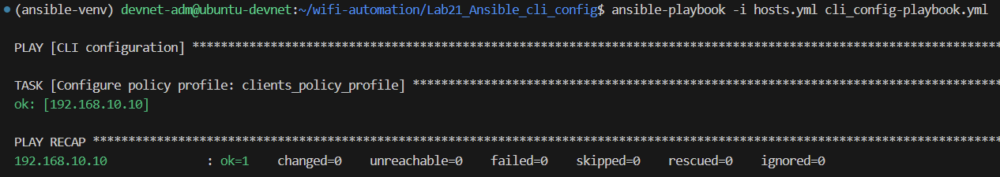 (ansible-venv) devnet-adm@ubuntu-devnet:~/wifi-automation/Lab21_Ansible_cli_config$ ansible-playbook -i hosts.yml cli_config-playbook.yml
PLAY [CLI configuration] ******************************************************************************************************************
TASK [Configure policy profile: clients_policy_profile] ***********************************************************************************
ok: [192.168.10.10]
PLAY RECAP ********************************************************************************************************************************
192.168.10.10 : ok=1 changed=0 unreachable=0 failed=0 skipped=0 rescued=0 ignored=0